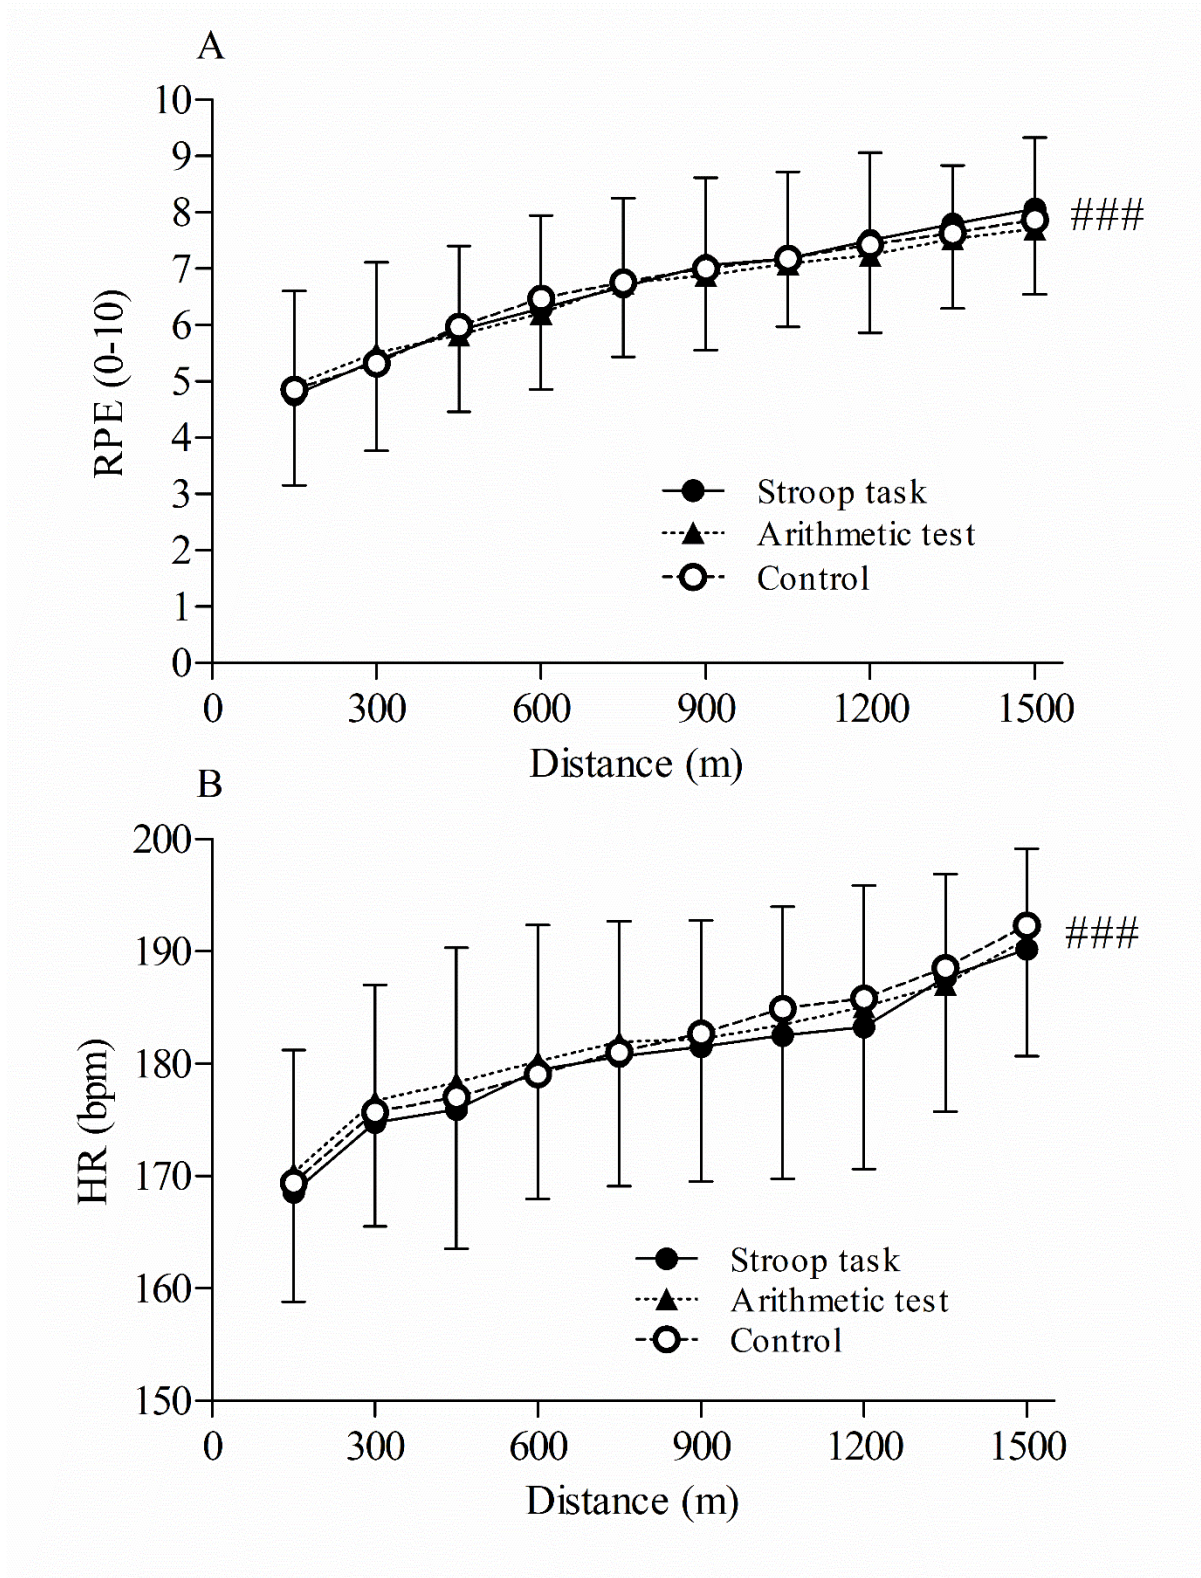 A
10
9
8
7
6
5
4
3
2
1
0
RPE (0-10)
###
Stroop task
Arithmetic test
Control
0 300 600 900 1200 1500
Distance (m)
B
200
190
180
170
160
150
HR (bpm)
###
Stroop task
Arithmetic test
Control
0 300 600 900 1200 1500
Distance (m)